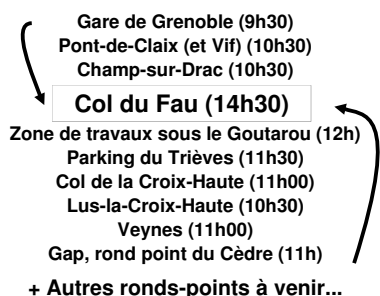 Gare de Grenoble (9h30)
Pont-de-Claix (et Vif) (10h30)
Champ-sur-Drac (10h30)
Col du Fau (14h30)
Zone de travaux sous le Goutarou (12h)
Parking du Trièves (11h30)
Col de la Croix-Haute (11h00)
Lus-la-Croix-Haute (10h30)
Veynes (11h00)
Gap, rond point du Cèdre (11h)
+ Autres ronds-points à venir...